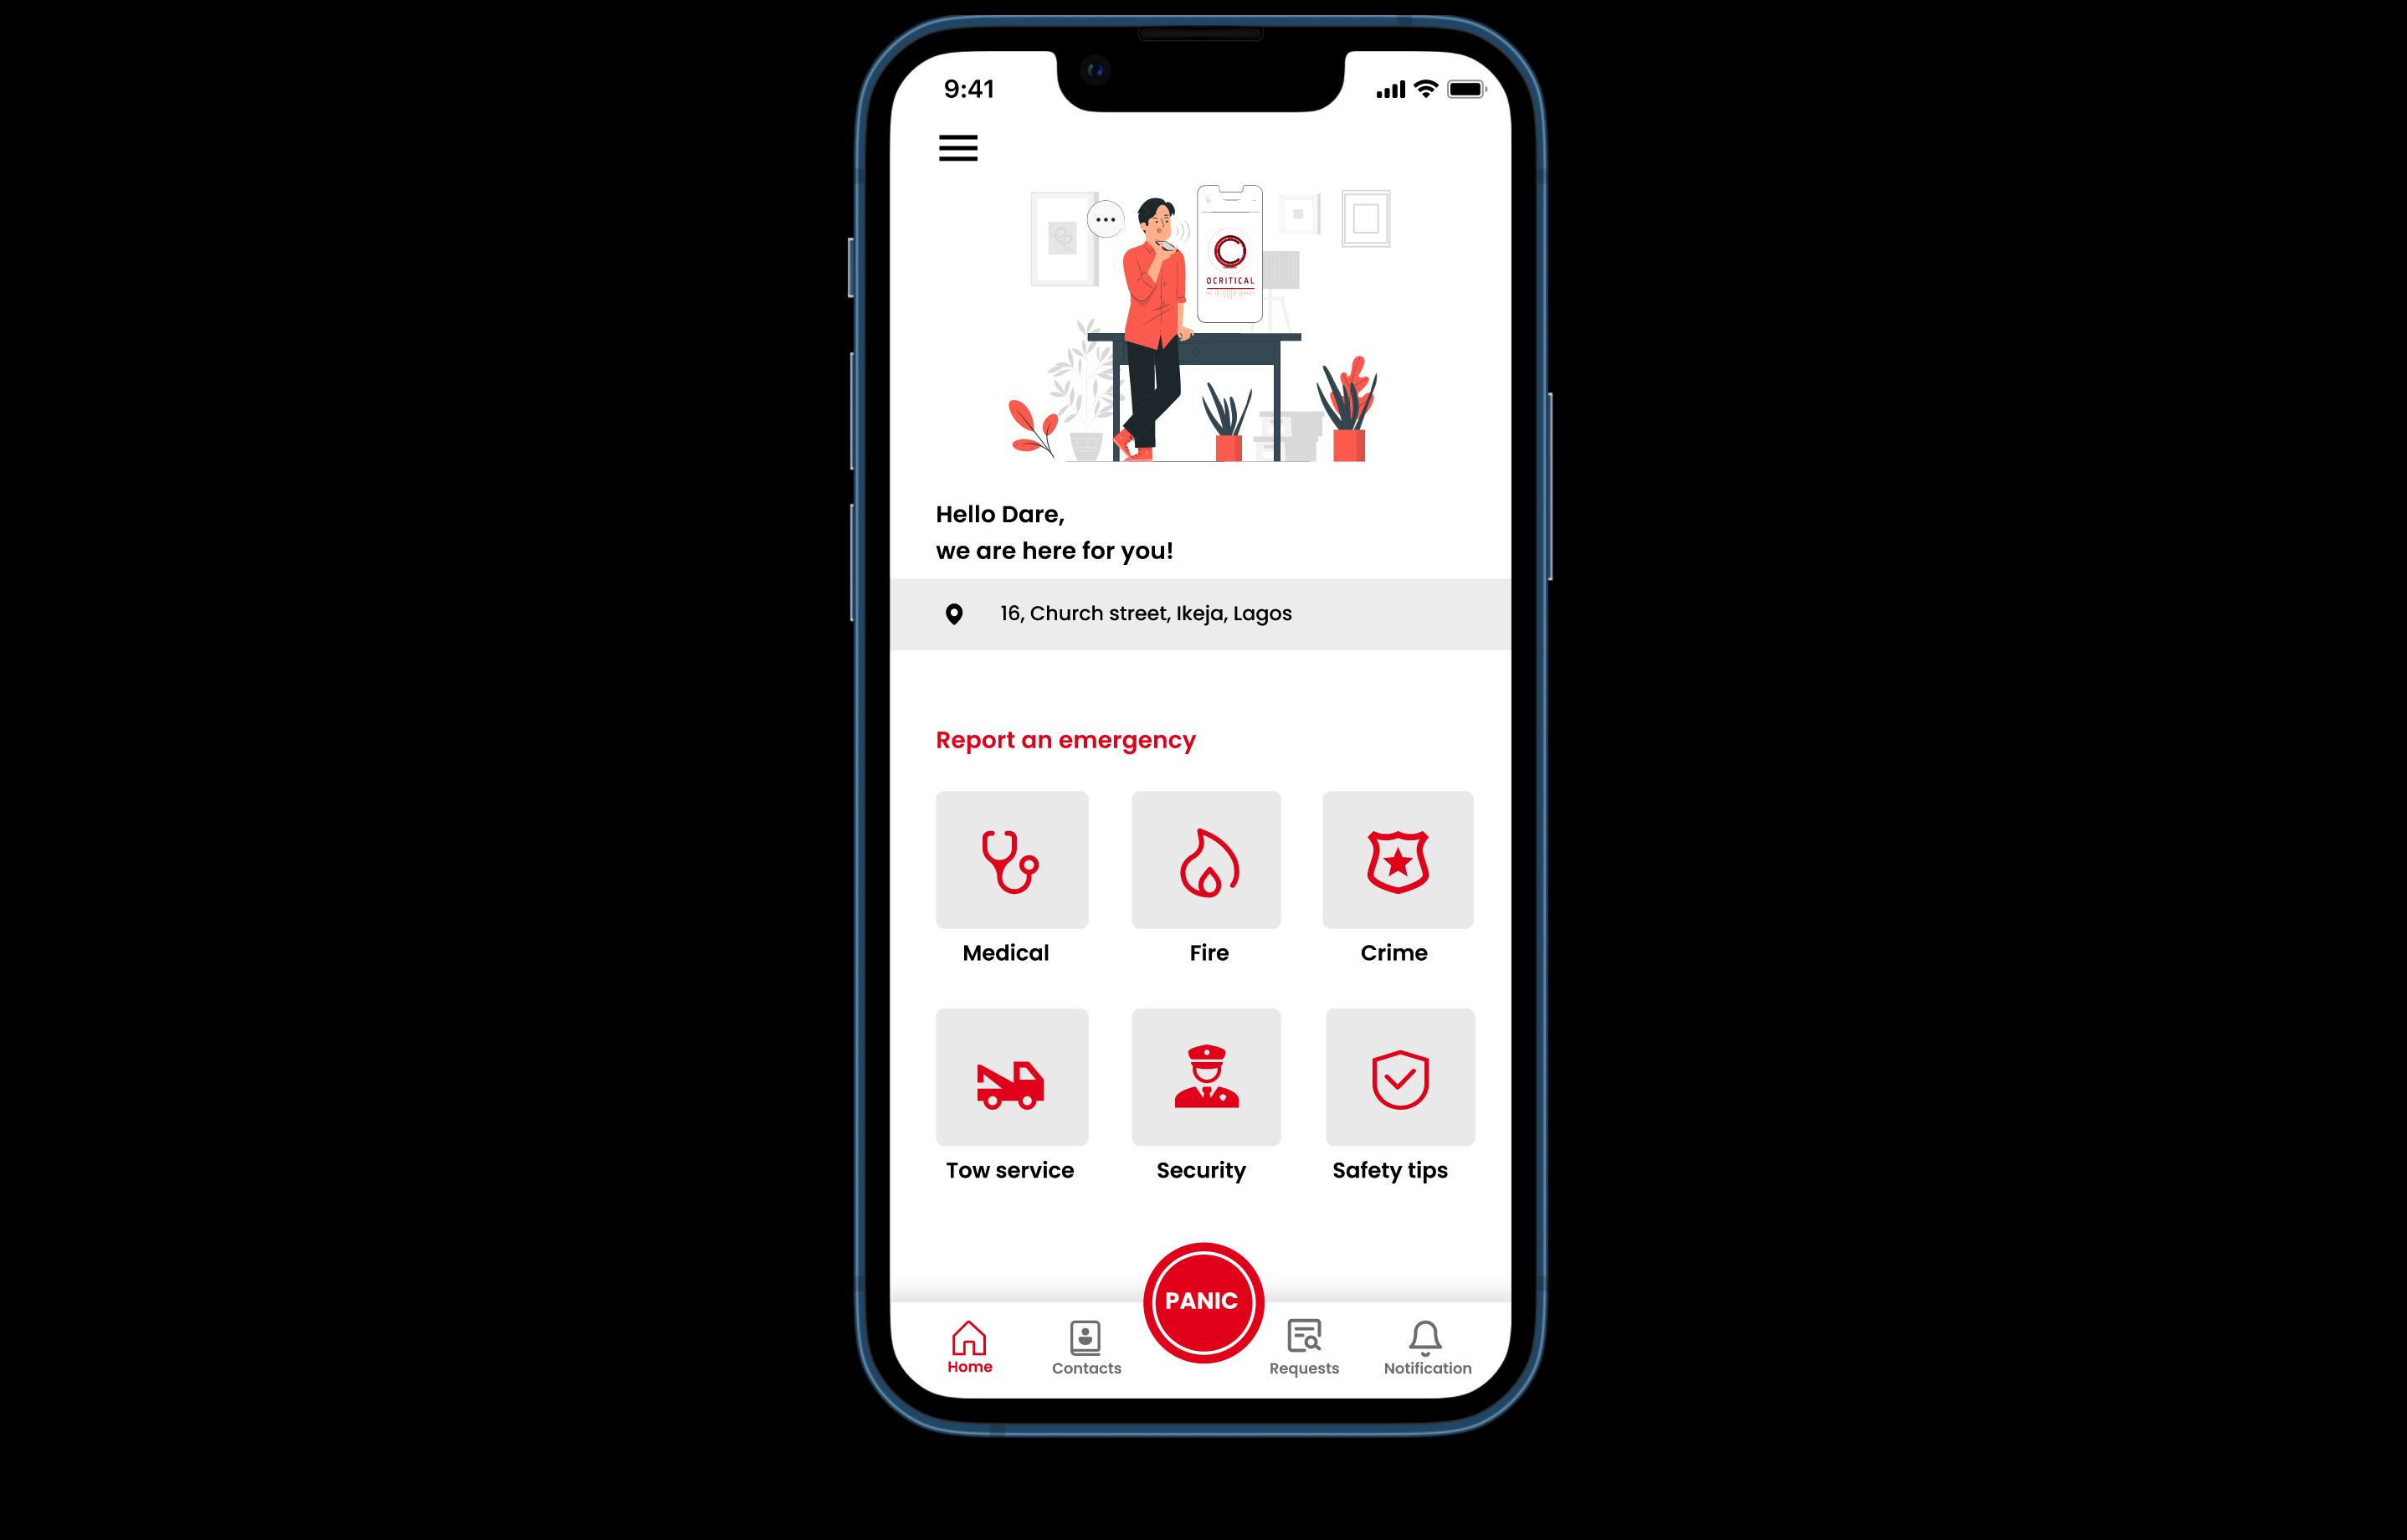 9:41
OCRITICAL
Hello Dare,
we are here for you!
16, Church street, Ikeja, Lagos
Report an emergency
Medical
Fire
Crime
Tow service
Security
Safety tips
PANIC
Home
Contacts
Requests
Notification